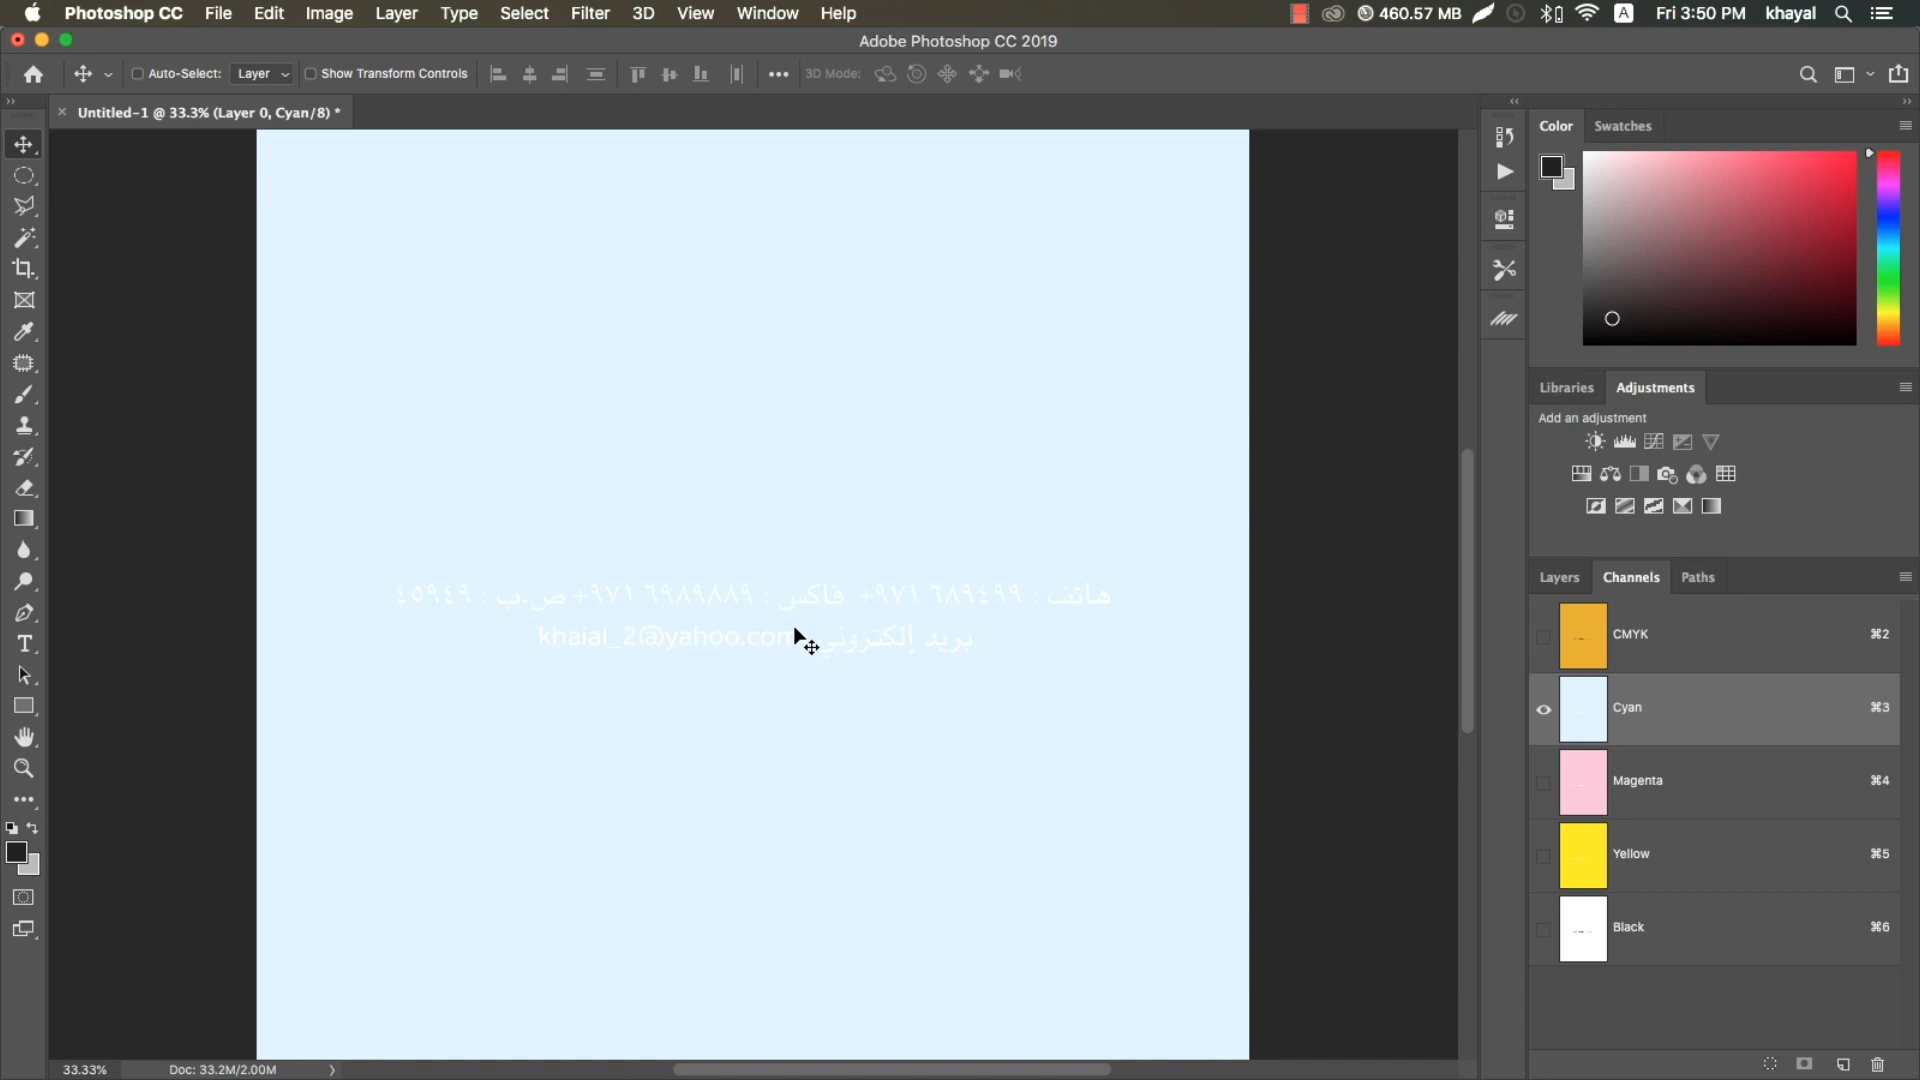 Photoshop CC File Edit Image Layer Type Select Filter 3D View Window Help 460.57 MB A Fri 3:50 PM khayal
Adobe Photoshop CC 2019
Auto-Select: Layer Show Transform Controls 3D Mode:
Untitled-1 @ 33.3% (Layer 0, Cyan/8) *
Color Swatches
Libraries Adjustments
Add an adjustment
هاتف : ٦٨٩٤٩٩ ٩٧١+ فاكس : ٦٩٨٩٨٨٩ ٩٧١+ ص.ب : ٤٥٩٤٩
بريد إلكتروني khaial_2@yahoo.com
Layers Channels Paths
CMYK ⌘2
Cyan ⌘3
Magenta ⌘4
Yellow ⌘5
Black ⌘6
33.33% Doc: 33.2M/2.00M